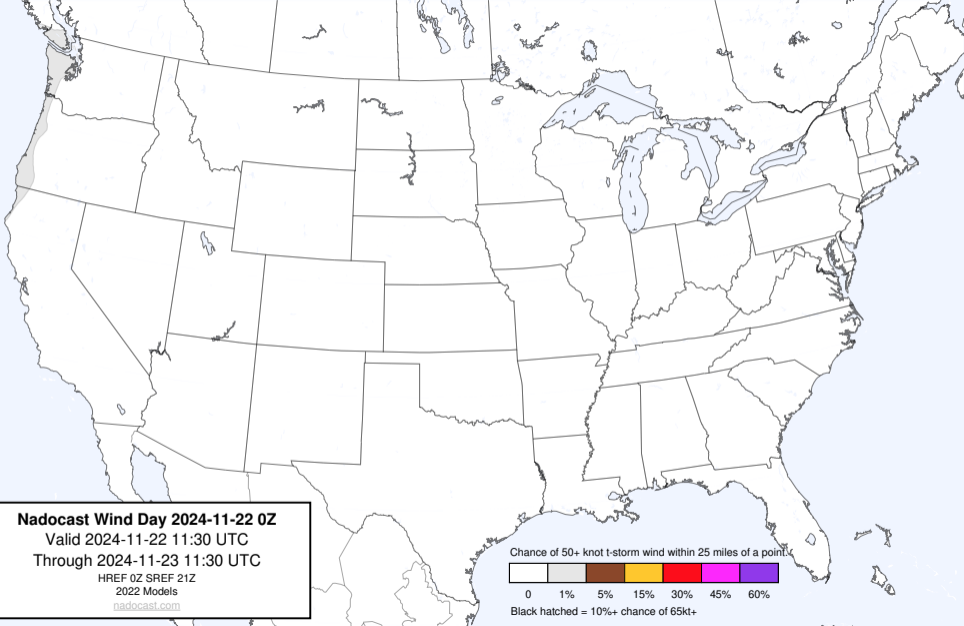 Nadocast Wind Day 2024-11-22 0Z
Valid 2024-11-22 11:30 UTC
Through 2024-11-23 11:30 UTC
HREF 0Z SREF 21Z
2022 Models
nadocast.com
Chance of 50+ knot t-storm wind within 25 miles of a point.
0 1% 5% 15% 30% 45% 60%
Black hatched = 10%+ chance of 65kt+